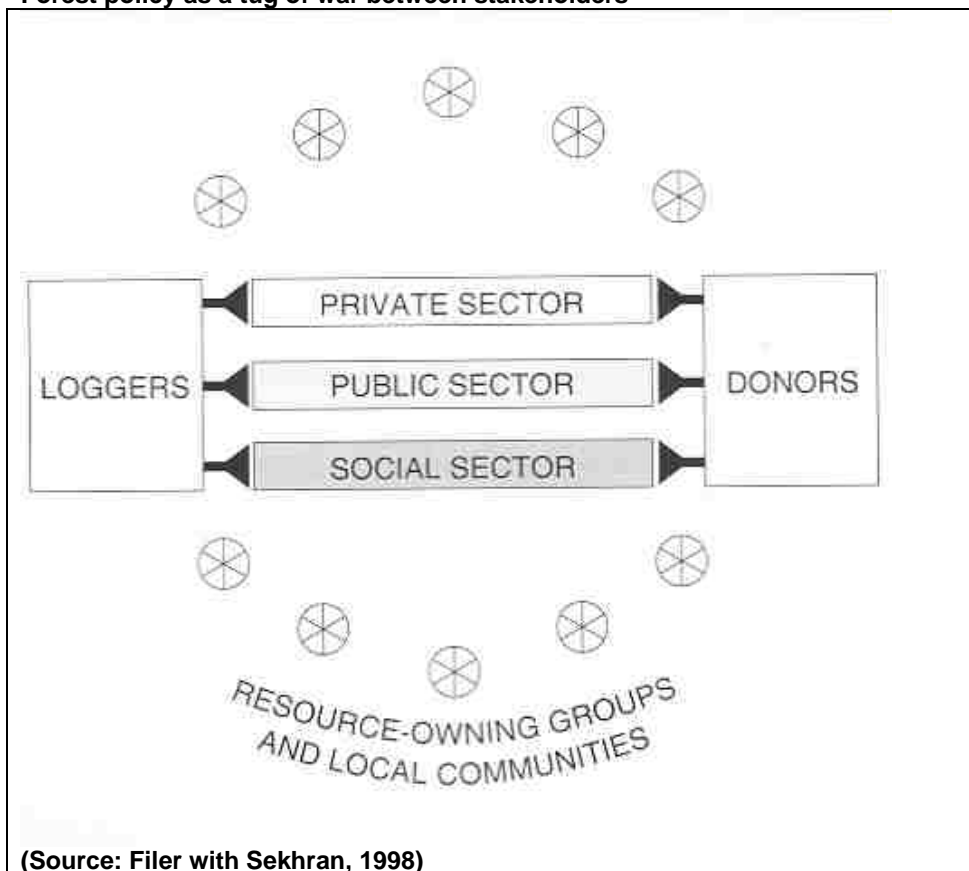 Forest policy as a tug of war between stakeholders
PRIVATE SECTOR
LOGGERS
PUBLIC SECTOR
DONORS
SOCIAL SECTOR
RESOURCE-OWNING GROUPS
AND LOCAL COMMUNITIES
(Source: Filer with Sekhran, 1998)